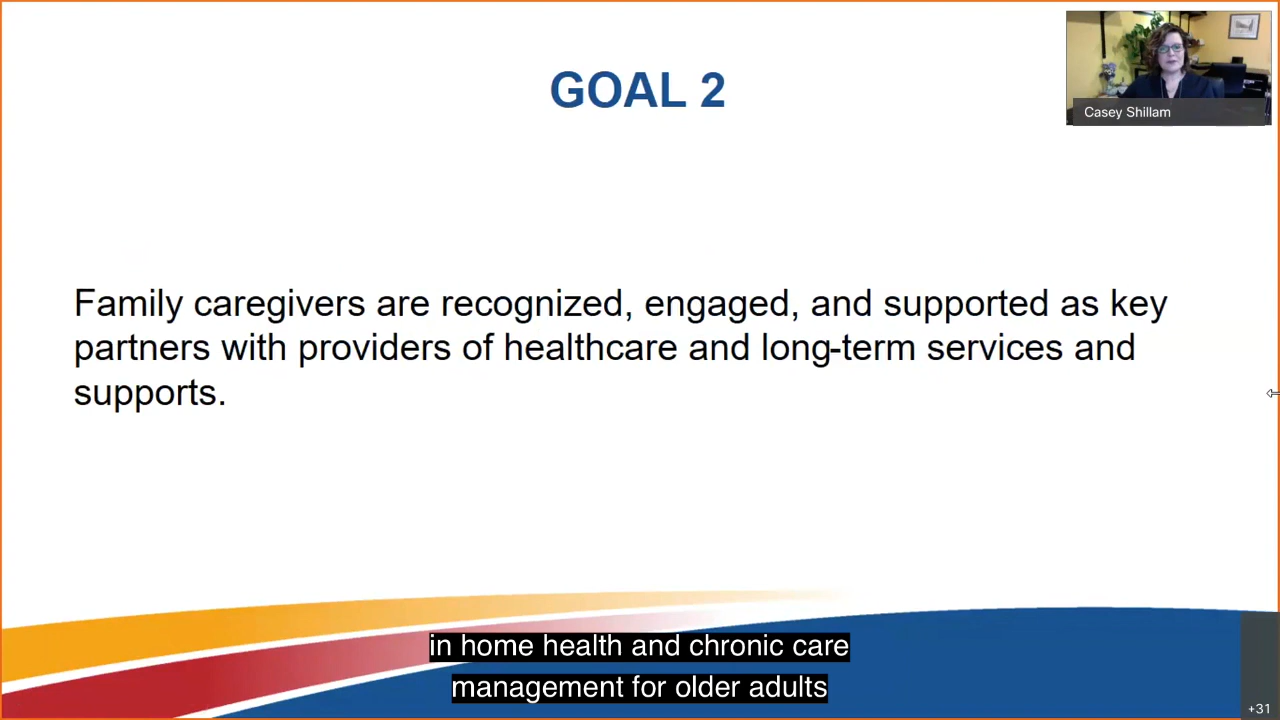 GOAL 2
Casey Shillam
Family caregivers are recognized, engaged, and supported as key
partners with providers of healthcare and long-term services and
supports.
in home health and chronic care
management for older adults
+31